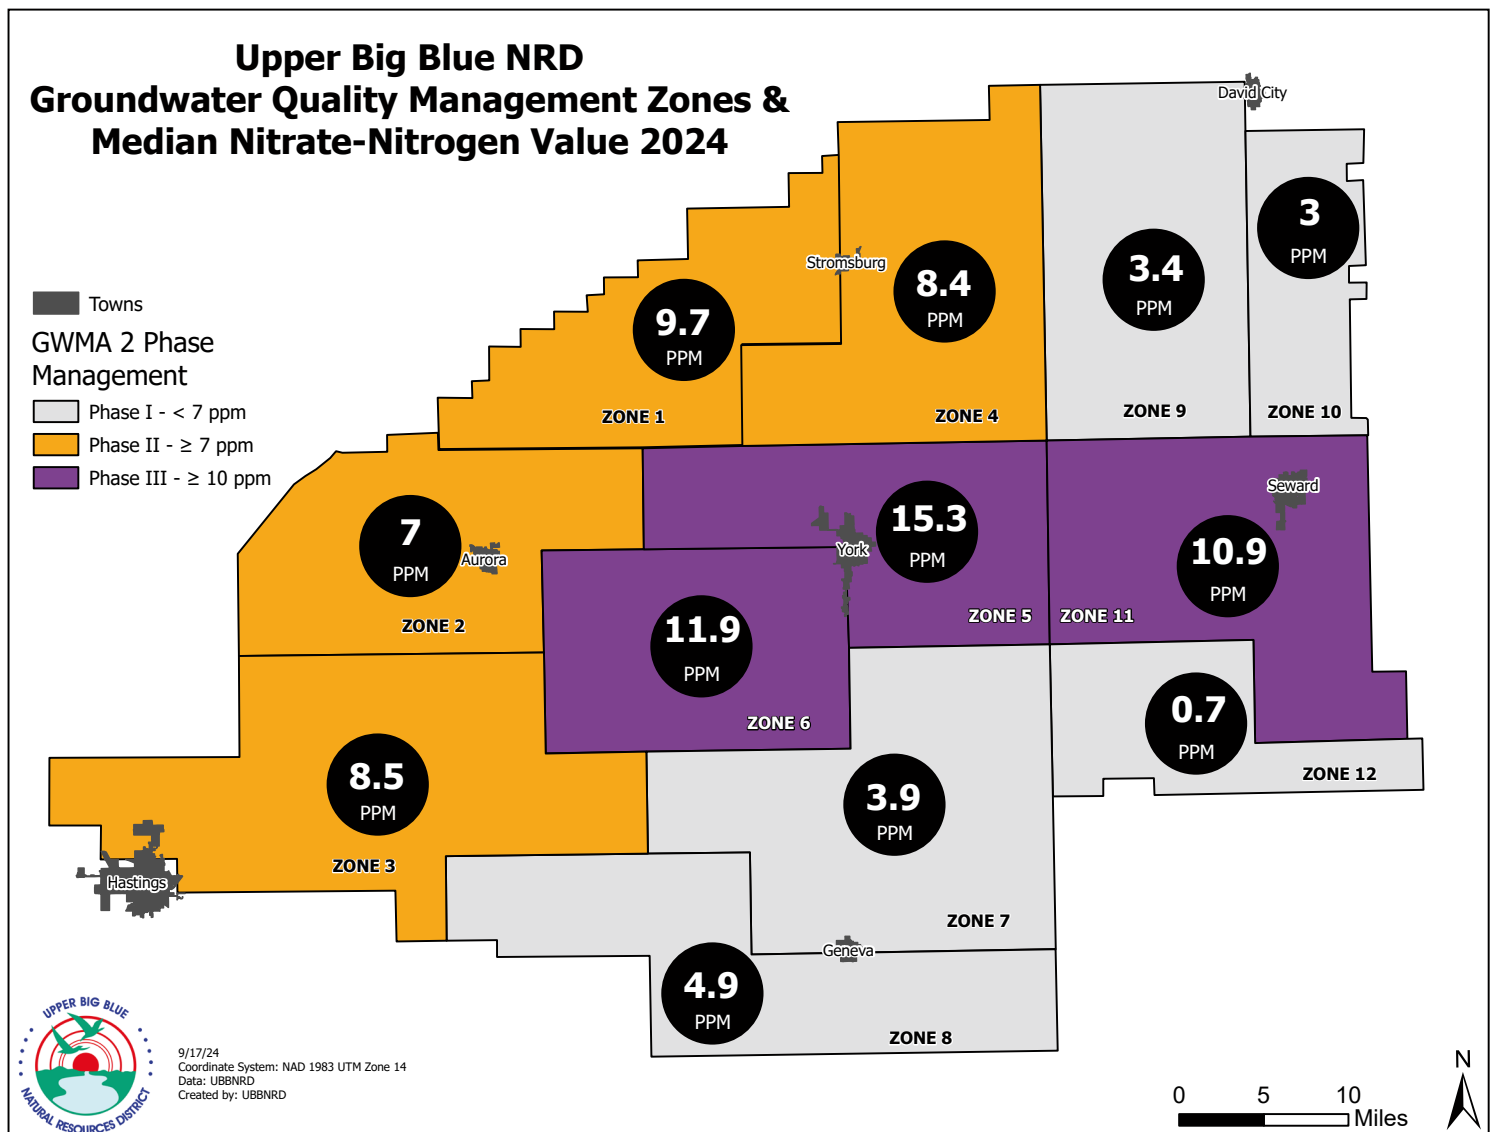 Upper Big Blue NRD
Groundwater Quality Management Zones &
Median Nitrate-Nitrogen Value 2024
Towns
GWMA 2 Phase
Management
Phase I - < 7 ppm
Phase II - ≥ 7 ppm
Phase III - ≥ 10 ppm
David City
3
PPM
3.4
PPM
Stromsburg
8.4
PPM
9.7
PPM
ZONE 1
ZONE 4
ZONE 9
ZONE 10
Seward
15.3
PPM
7
PPM
Aurora
York
10.9
PPM
ZONE 2
ZONE 5
ZONE 11
11.9
PPM
ZONE 6
0.7
PPM
ZONE 12
8.5
PPM
3.9
PPM
ZONE 3
Hastings
ZONE 7
Geneva
4.9
PPM
ZONE 8
UPPER BIG BLUE
NATURAL RESOURCES DISTRICT
9/17/24
Coordinate System: NAD 1983 UTM Zone 14
Data: UBBNRD
Created by: UBBNRD
N
0 5 10
Miles